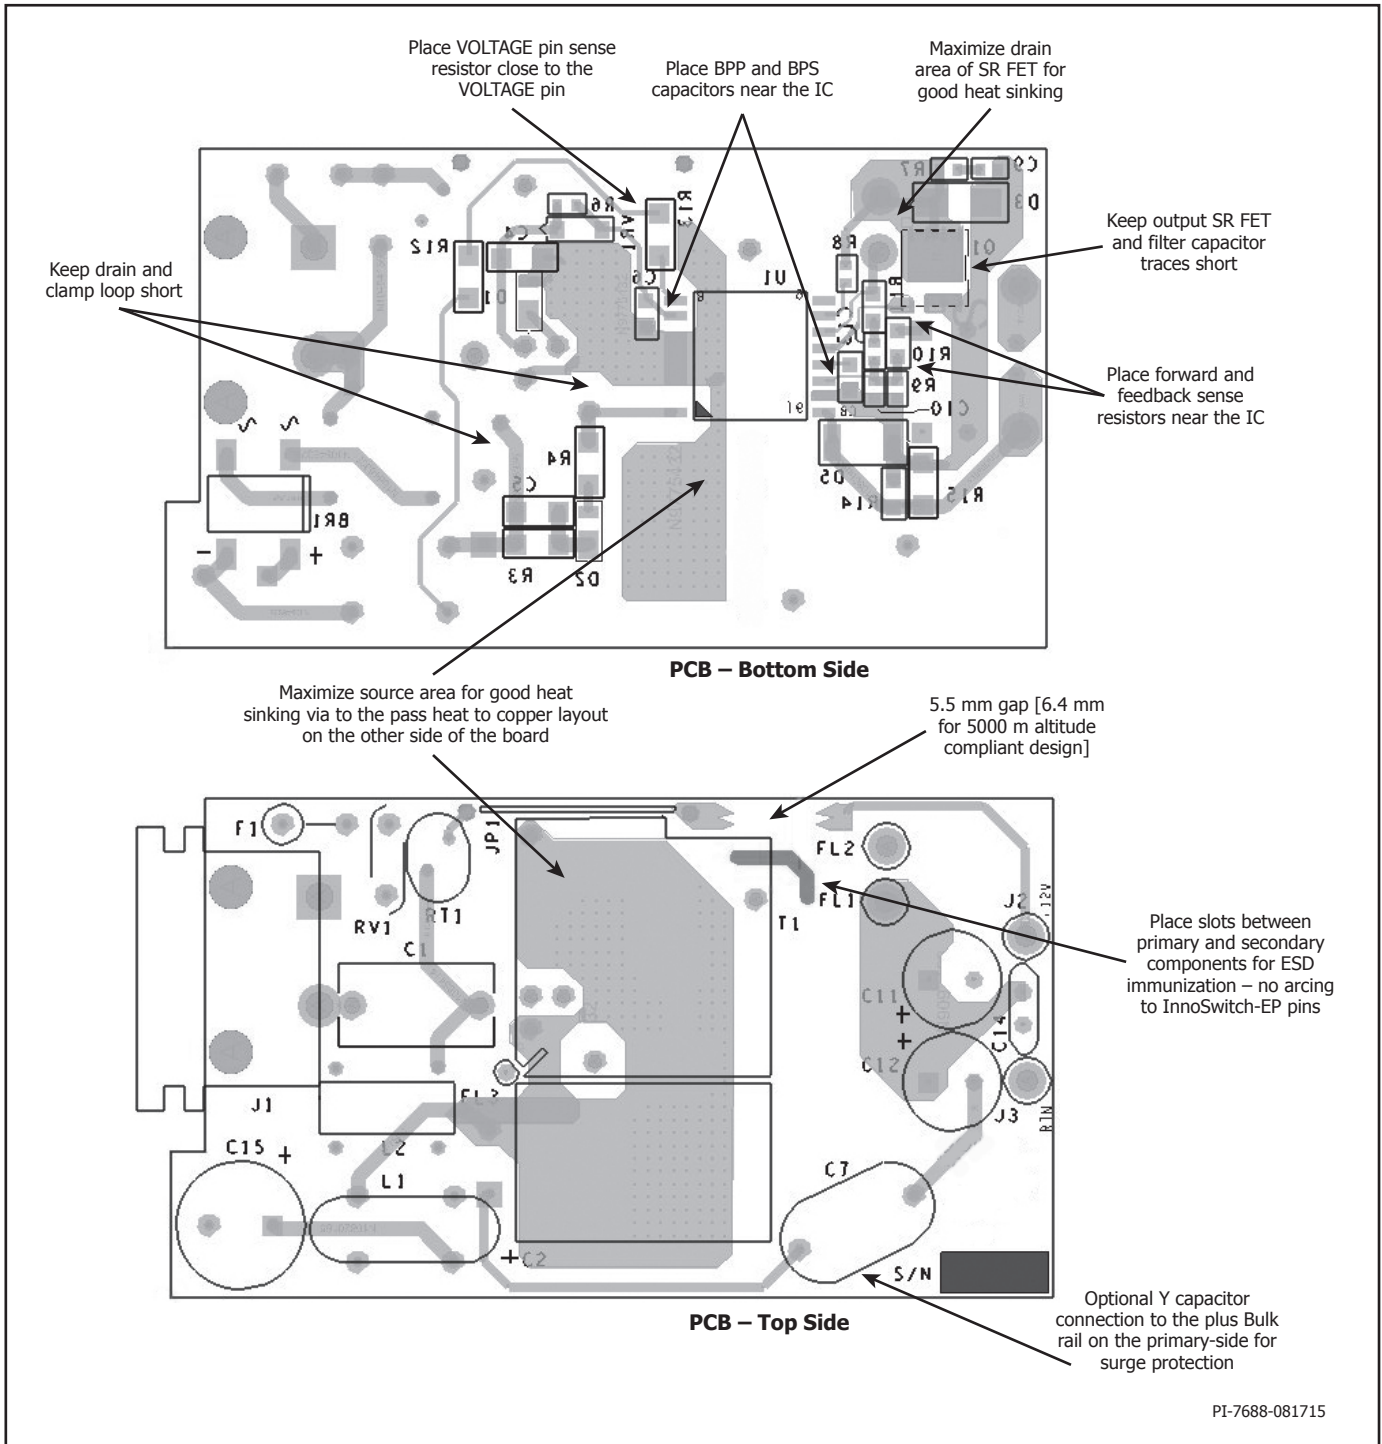 Place VOLTAGE pin sense
resistor close to the
VOLTAGE pin
Place BPP and BPS
capacitors near the IC
Maximize drain
area of SR FET for
good heat sinking
Keep output SR FET
and filter capacitor
traces short
Keep drain and
clamp loop short
Place forward and
feedback sense
resistors near the IC
R7
C9
D3
R6
R13
VR1
R12
R8
Q1
U1
C6
R10
R9
C10
R4
D5
R14
R15
BR1
C5
R3
D2
-
+
PCB – Bottom Side
Maximize source area for good heat
sinking via to the pass heat to copper layout
on the other side of the board
5.5 mm gap [6.4 mm
for 5000 m altitude
compliant design]
F1
JP1
FL2
RT1
RV1
FL1
T1
J2
C1
Place slots between
primary and secondary
components for ESD
immunization – no arcing
to InnoSwitch-EP pins
C11
+
+
C14
C12
FL3
J1
J3
RTN
C15
+
L2
L1
C7
+
C2
S/N
PCB – Top Side
Optional Y capacitor
connection to the plus Bulk
rail on the primary-side for
surge protection
PI-7688-081715